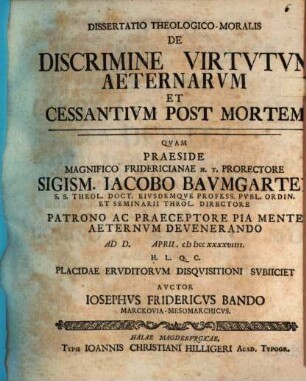 6
DISSERTATIO THEOLOGICO-MORALIS
DE
DISCRIMINE VIRTVTVM
AETERNARVM
ET
CESSANTIVM POST MORTEM
QVAM
PRAESIDE
MAGNIFICO FRIDERICIANAE H. T. PRORECTORE
SIGISM. IACOBO BAVMGARTE
S. S. THEOL. DOCT. EIVSDEMQVE PROFESS. PVBL. ORDIN.
ET SEMINARII THEOL. DIRECTORE
PATRONO AC PRAECEPTORE PIA MENTE
AETERNVM DEVENERANDO
AD D. APRIL. cIɔ Iɔcc XXXXVIIII.
H. L. Q. C.
PLACIDAE ERVDITORVM DISQVISITIONI SVBIICIET
AVCTOR
IOSEPHVS FRIDERICVS BANDO
MARCKOVIA-MESOMARCHICVS.
HALAE MAGDEBVRGICAE,
TYPIS IOANNIS CHRISTIANI HILLIGERI ACAD. TYPOGR.